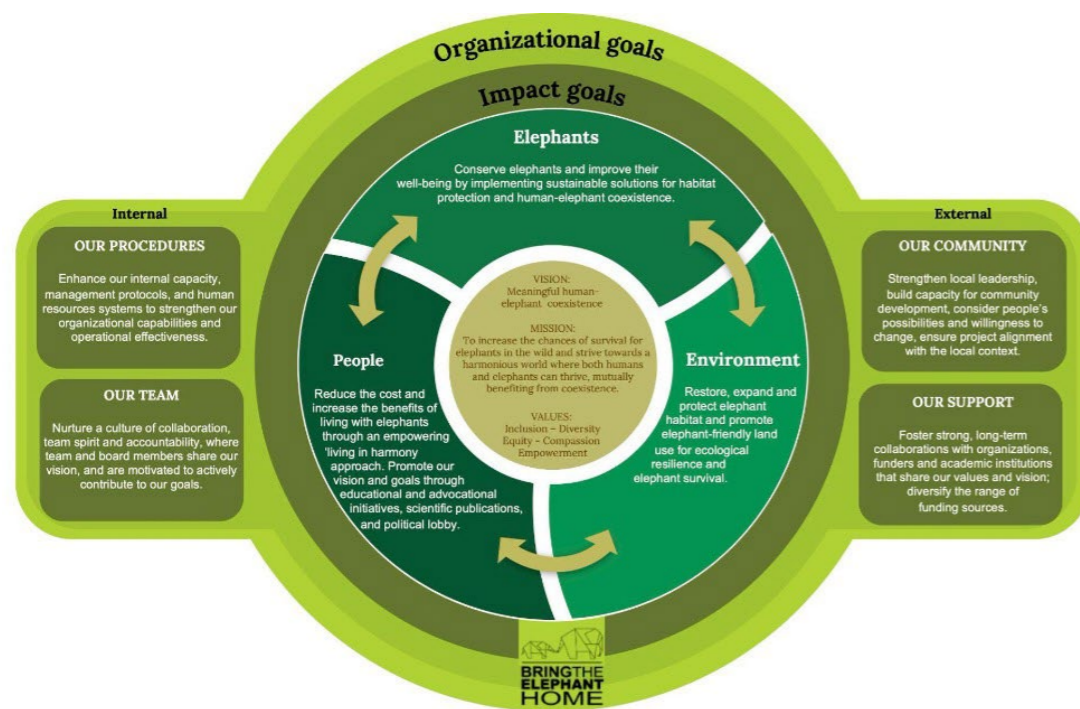 Organizational goals
Impact goals
Elephants
Conserve elephants and improve their
well-being by implementing sustainable solutions for habitat
protection and human-elephant coexistence.
Internal
OUR PROCEDURES
Enhance our internal capacity,
management protocols, and human
resources systems to strengthen our
organizational capabilities and
operational effectiveness.
OUR TEAM
Nurture a culture of collaboration,
team spirit and accountability, where
team and board members share our
vision, and are motivated to actively
contribute to our goals.
People
Reduce the cost and
increase the benefits of
living with elephants
through an empowering
'living in harmony
approach. Promote our
vision and goals through
educational and advocational
initiatives, scientific publications,
and political lobby.
VISION:
Meaningful human-
elephant coexistence
MISSION:
To increase the chances of survival for
elephants in the wild and strive towards a
harmonious world where both humans
and elephants can thrive, mutually
benefiting from coexistence.
VALUES:
Inclusion – Diversity
Equity – Compassion
Empowerment
Environment
Restore, expand and
protect elephant
habitat and promote
elephant-friendly land
use for ecological
resilience and
elephant survival.
External
OUR COMMUNITY
Strengthen local leadership,
build capacity for community
development, consider people's
possibilities and willingness to
change, ensure project alignment
with the local context.
OUR SUPPORT
Foster strong, long-term
collaborations with organizations,
funders and academic institutions
that share our values and vision;
diversify the range of
funding sources.
BRINGTHE
ELEPHANT
HOME